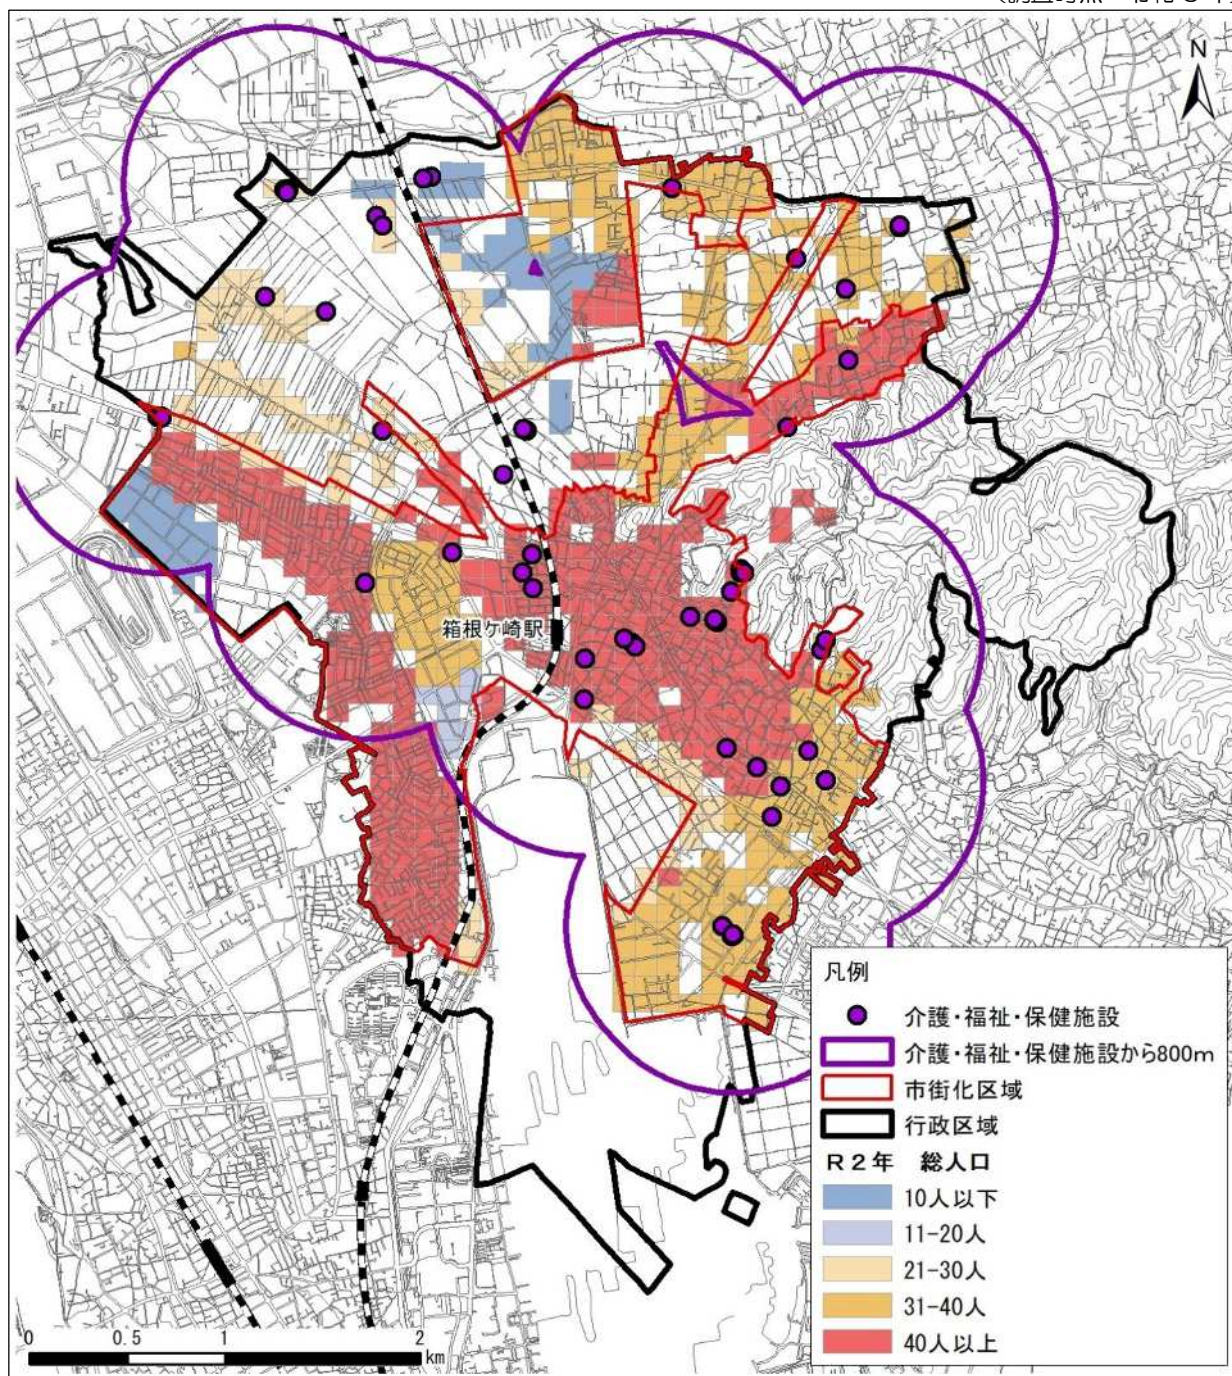 N
箱根ケ崎駅
凡例
介護・福祉・保健施設
介護・福祉・保健施設から800m
市街化区域
行政区域
R2年 総人口
10人以下
11-20人
21-30人
31-40人
40人以上
0 0.5 1 2
km